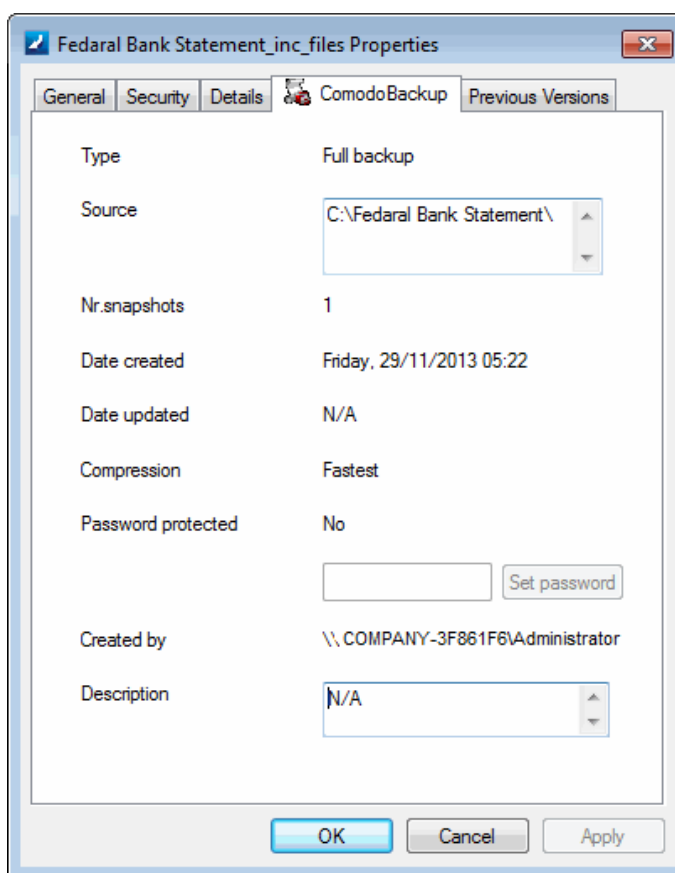 Fedaral Bank Statement_inc_files Properties
General Security Details ComodoBackup Previous Versions
Type Full backup
Source C:\Fedaral Bank Statement\
Nr.snapshots 1
Date created Friday, 29/11/2013 05:22
Date updated N/A
Compression Fastest
Password protected No
Set password
Created by \\COMPANY-3F861F6\Administrator
Description N/A
OK Cancel Apply